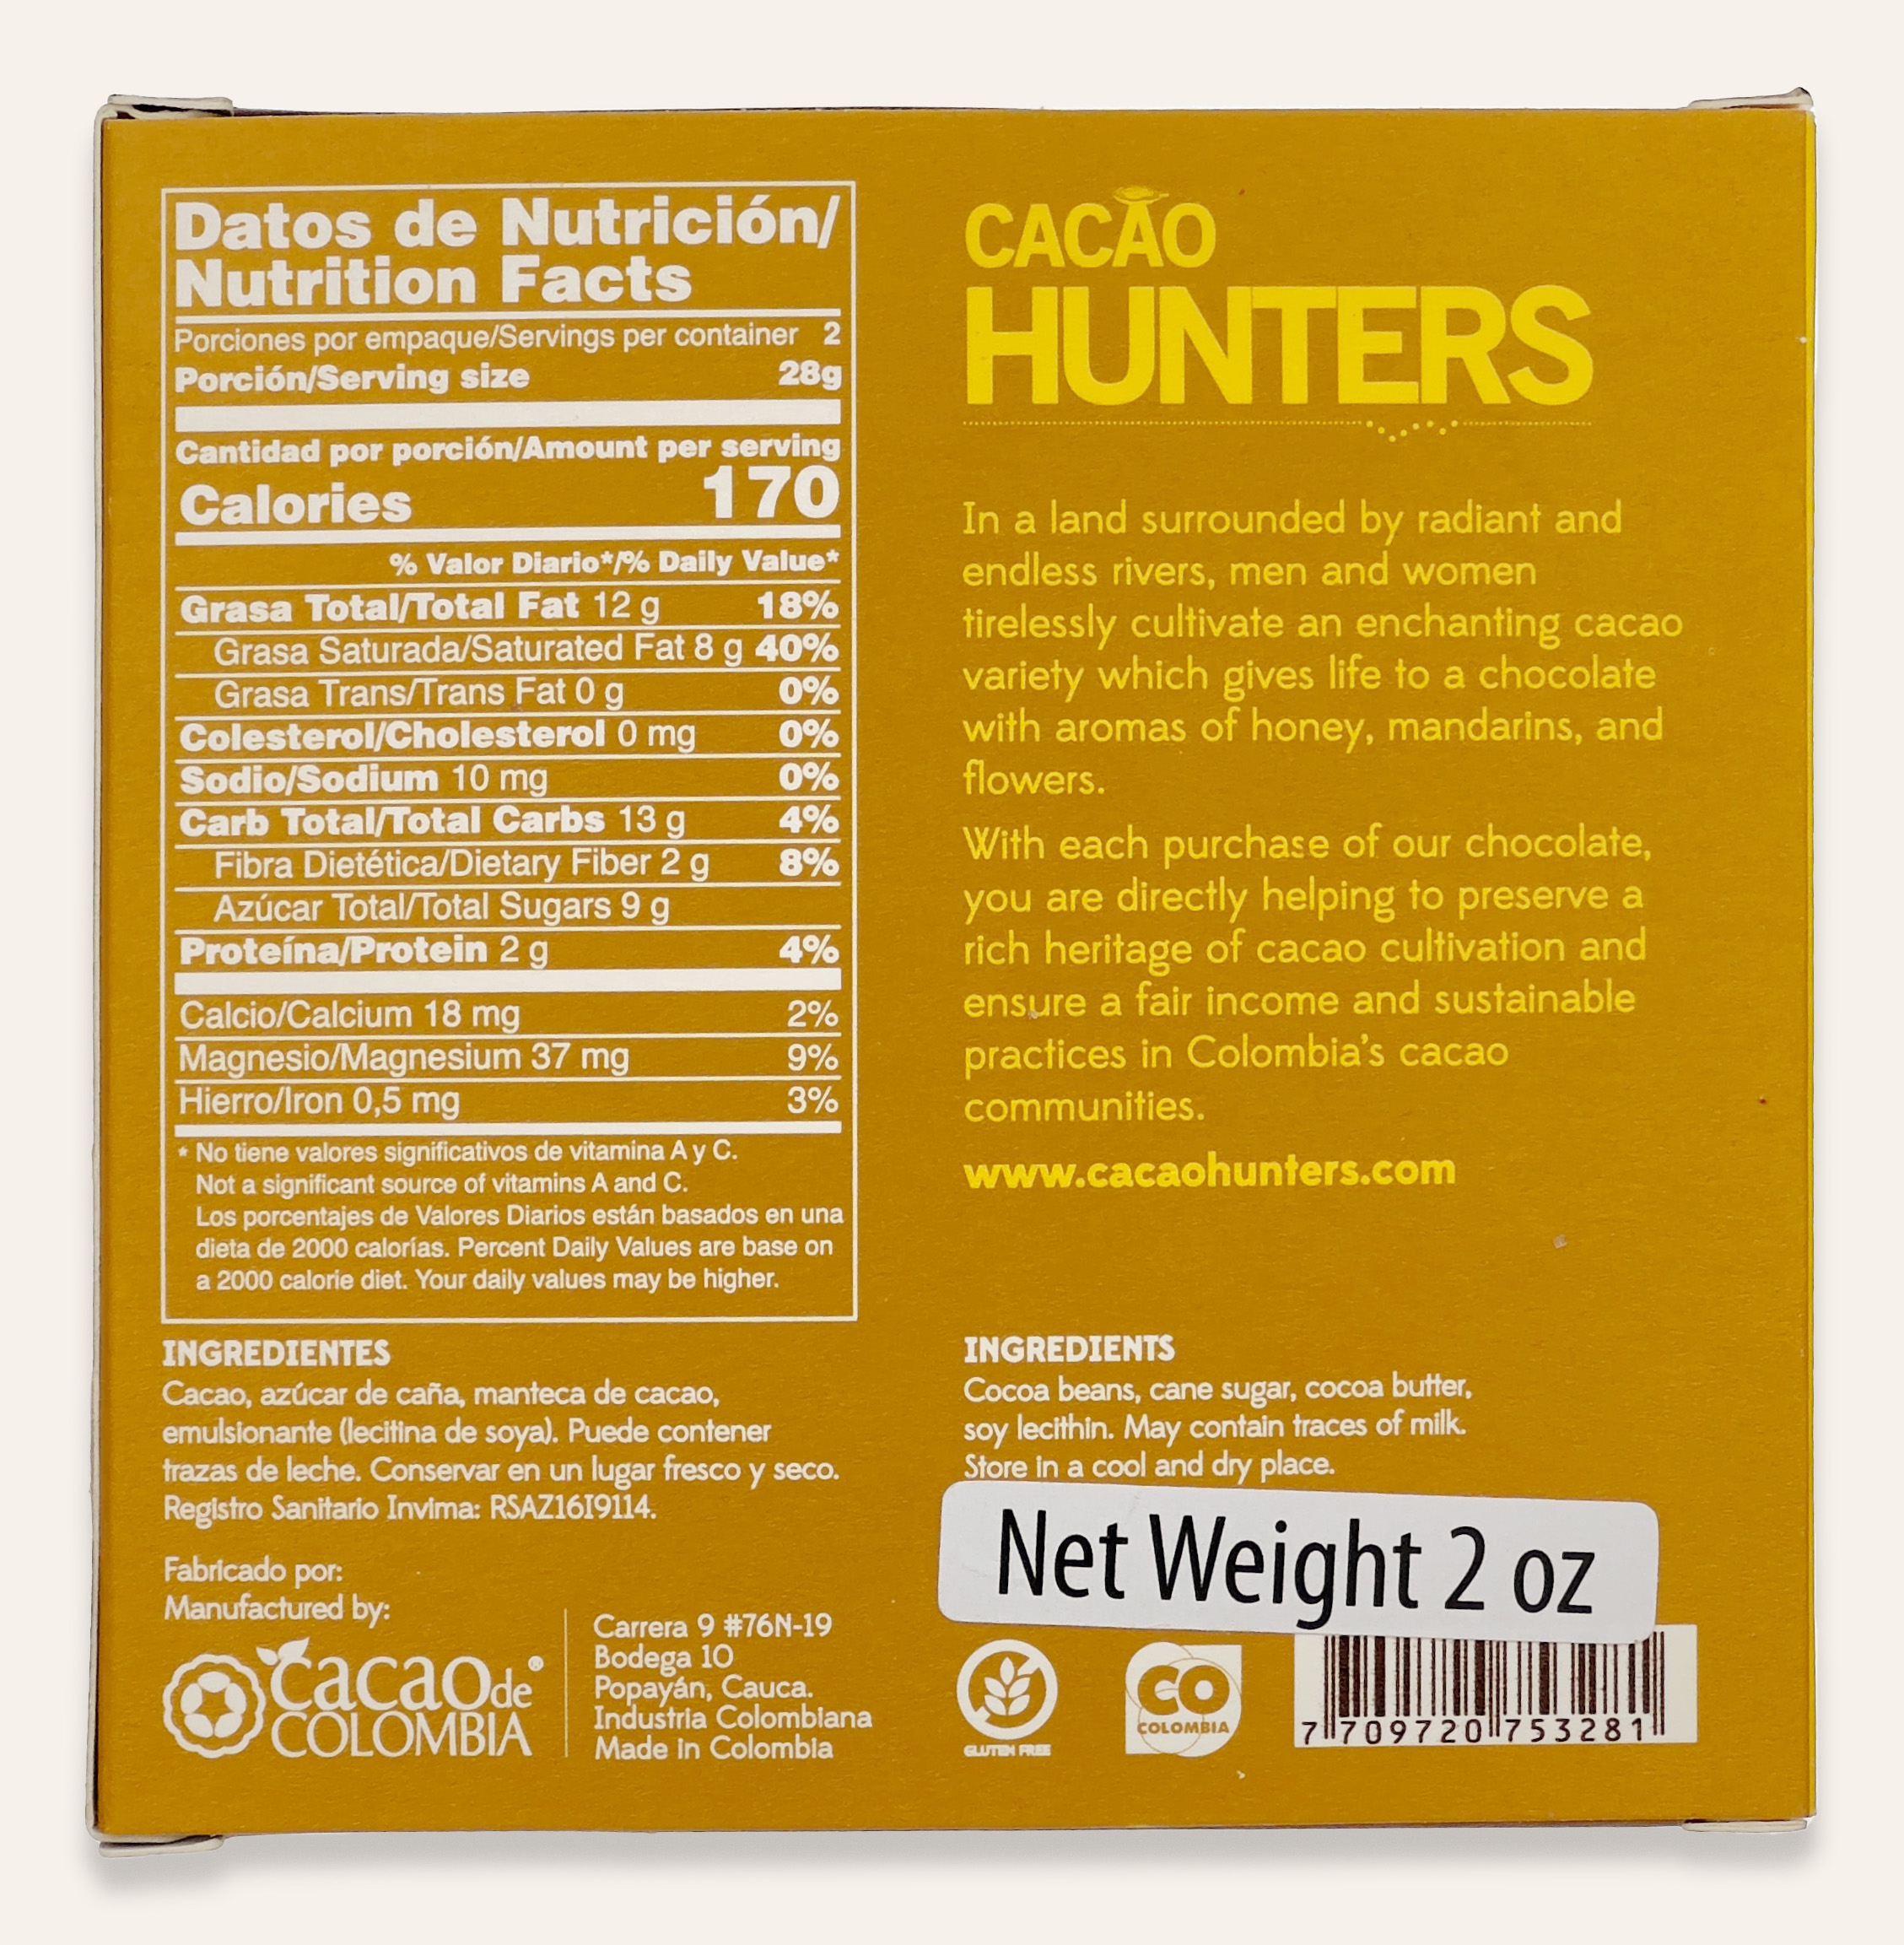 Datos de Nutrición/
Nutrition Facts
Porciones por empaque/Servings per container 2
Porción/Serving size 28g
Cantidad por porción/Amount per serving
Calories 170
% Valor Diario*/% Daily Value*
Grasa Total/Total Fat 12 g 18%
Grasa Saturada/Saturated Fat 8 g 40%
Grasa Trans/Trans Fat 0 g 0%
Colesterol/Cholesterol 0 mg 0%
Sodio/Sodium 10 mg 0%
Carb Total/Total Carbs 13 g 4%
Fibra Dietética/Dietary Fiber 2 g 8%
Azúcar Total/Total Sugars 9 g
Proteína/Protein 2 g 4%
Calcio/Calcium 18 mg 2%
Magnesio/Magnesium 37 mg 9%
Hierro/Iron 0,5 mg 3%
* No tiene valores significativos de vitamina A y C.
Not a significant source of vitamins A and C.
Los porcentajes de Valores Diarios están basados en una
dieta de 2000 calorías. Percent Daily Values are base on
a 2000 calorie diet. Your daily values may be higher.
INGREDIENTES
Cacao, azúcar de caña, manteca de cacao,
emulsionante (lecitina de soya). Puede contener
trazas de leche. Conservar en un lugar fresco y seco.
Registro Sanitario Invima: RSAZ16I9114.
Fabricado por:
Manufactured by:
cacao de
COLOMBIA
®
Carrera 9 #76N-19
Bodega 10
Popayán, Cauca.
Industria Colombiana
Made in Colombia
CACAO
HUNTERS
In a land surrounded by radiant and
endless rivers, men and women
tirelessly cultivate an enchanting cacao
variety which gives life to a chocolate
with aromas of honey, mandarins, and
flowers.
With each purchase of our chocolate,
you are directly helping to preserve a
rich heritage of cacao cultivation and
ensure a fair income and sustainable
practices in Colombia's cacao
communities.
www.cacaohunters.com
INGREDIENTS
Cocoa beans, cane sugar, cocoa butter,
soy lecithin. May contain traces of milk.
Store in a cool and dry place.
Net Weight 2 oz
GLUTEN FREE
CO
COLOMBIA
7 709720 753281